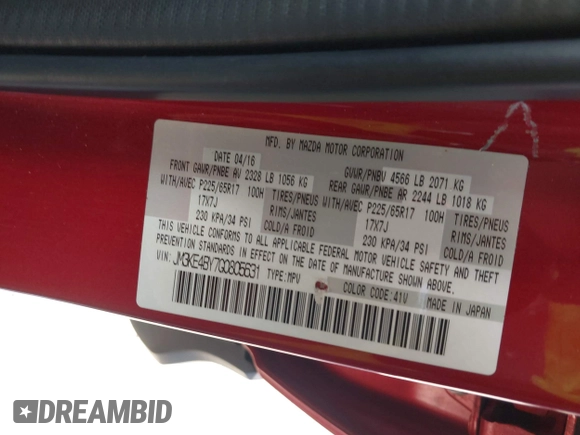 MFD. BY MAZDA MOTOR CORPORATION
DATE 04/16 GVWR/PNBV 4566 LB 2071 KG
FRONT GAWR/PNBE AV 2328 LB 1056 KG REAR GAWR/PNBE AR 2244 LB 1018 KG
WITH/AVEC P225/65R17 100H TIRES/PNEUS WITH/AVEC P225/65R17 100H TIRES/PNEUS
17X7J RIMS/JANTES 17X7J RIMS/JANTES
230 KPA/34 PSI COLD/A FROID 230 KPA/34 PSI COLD/A FROID
THIS VEHICLE CONFORMS TO ALL APPLICABLE FEDERAL MOTOR VEHICLE SAFETY AND THEFT
PREVENTION STANDARDS IN EFFECT ON THE DATE OF MANUFACTURE SHOWN ABOVE.
VIN: JM3KE4BY7G0805631 TYPE:MPV
COLOR CODE:41V
MADE IN JAPAN
DREAMBID